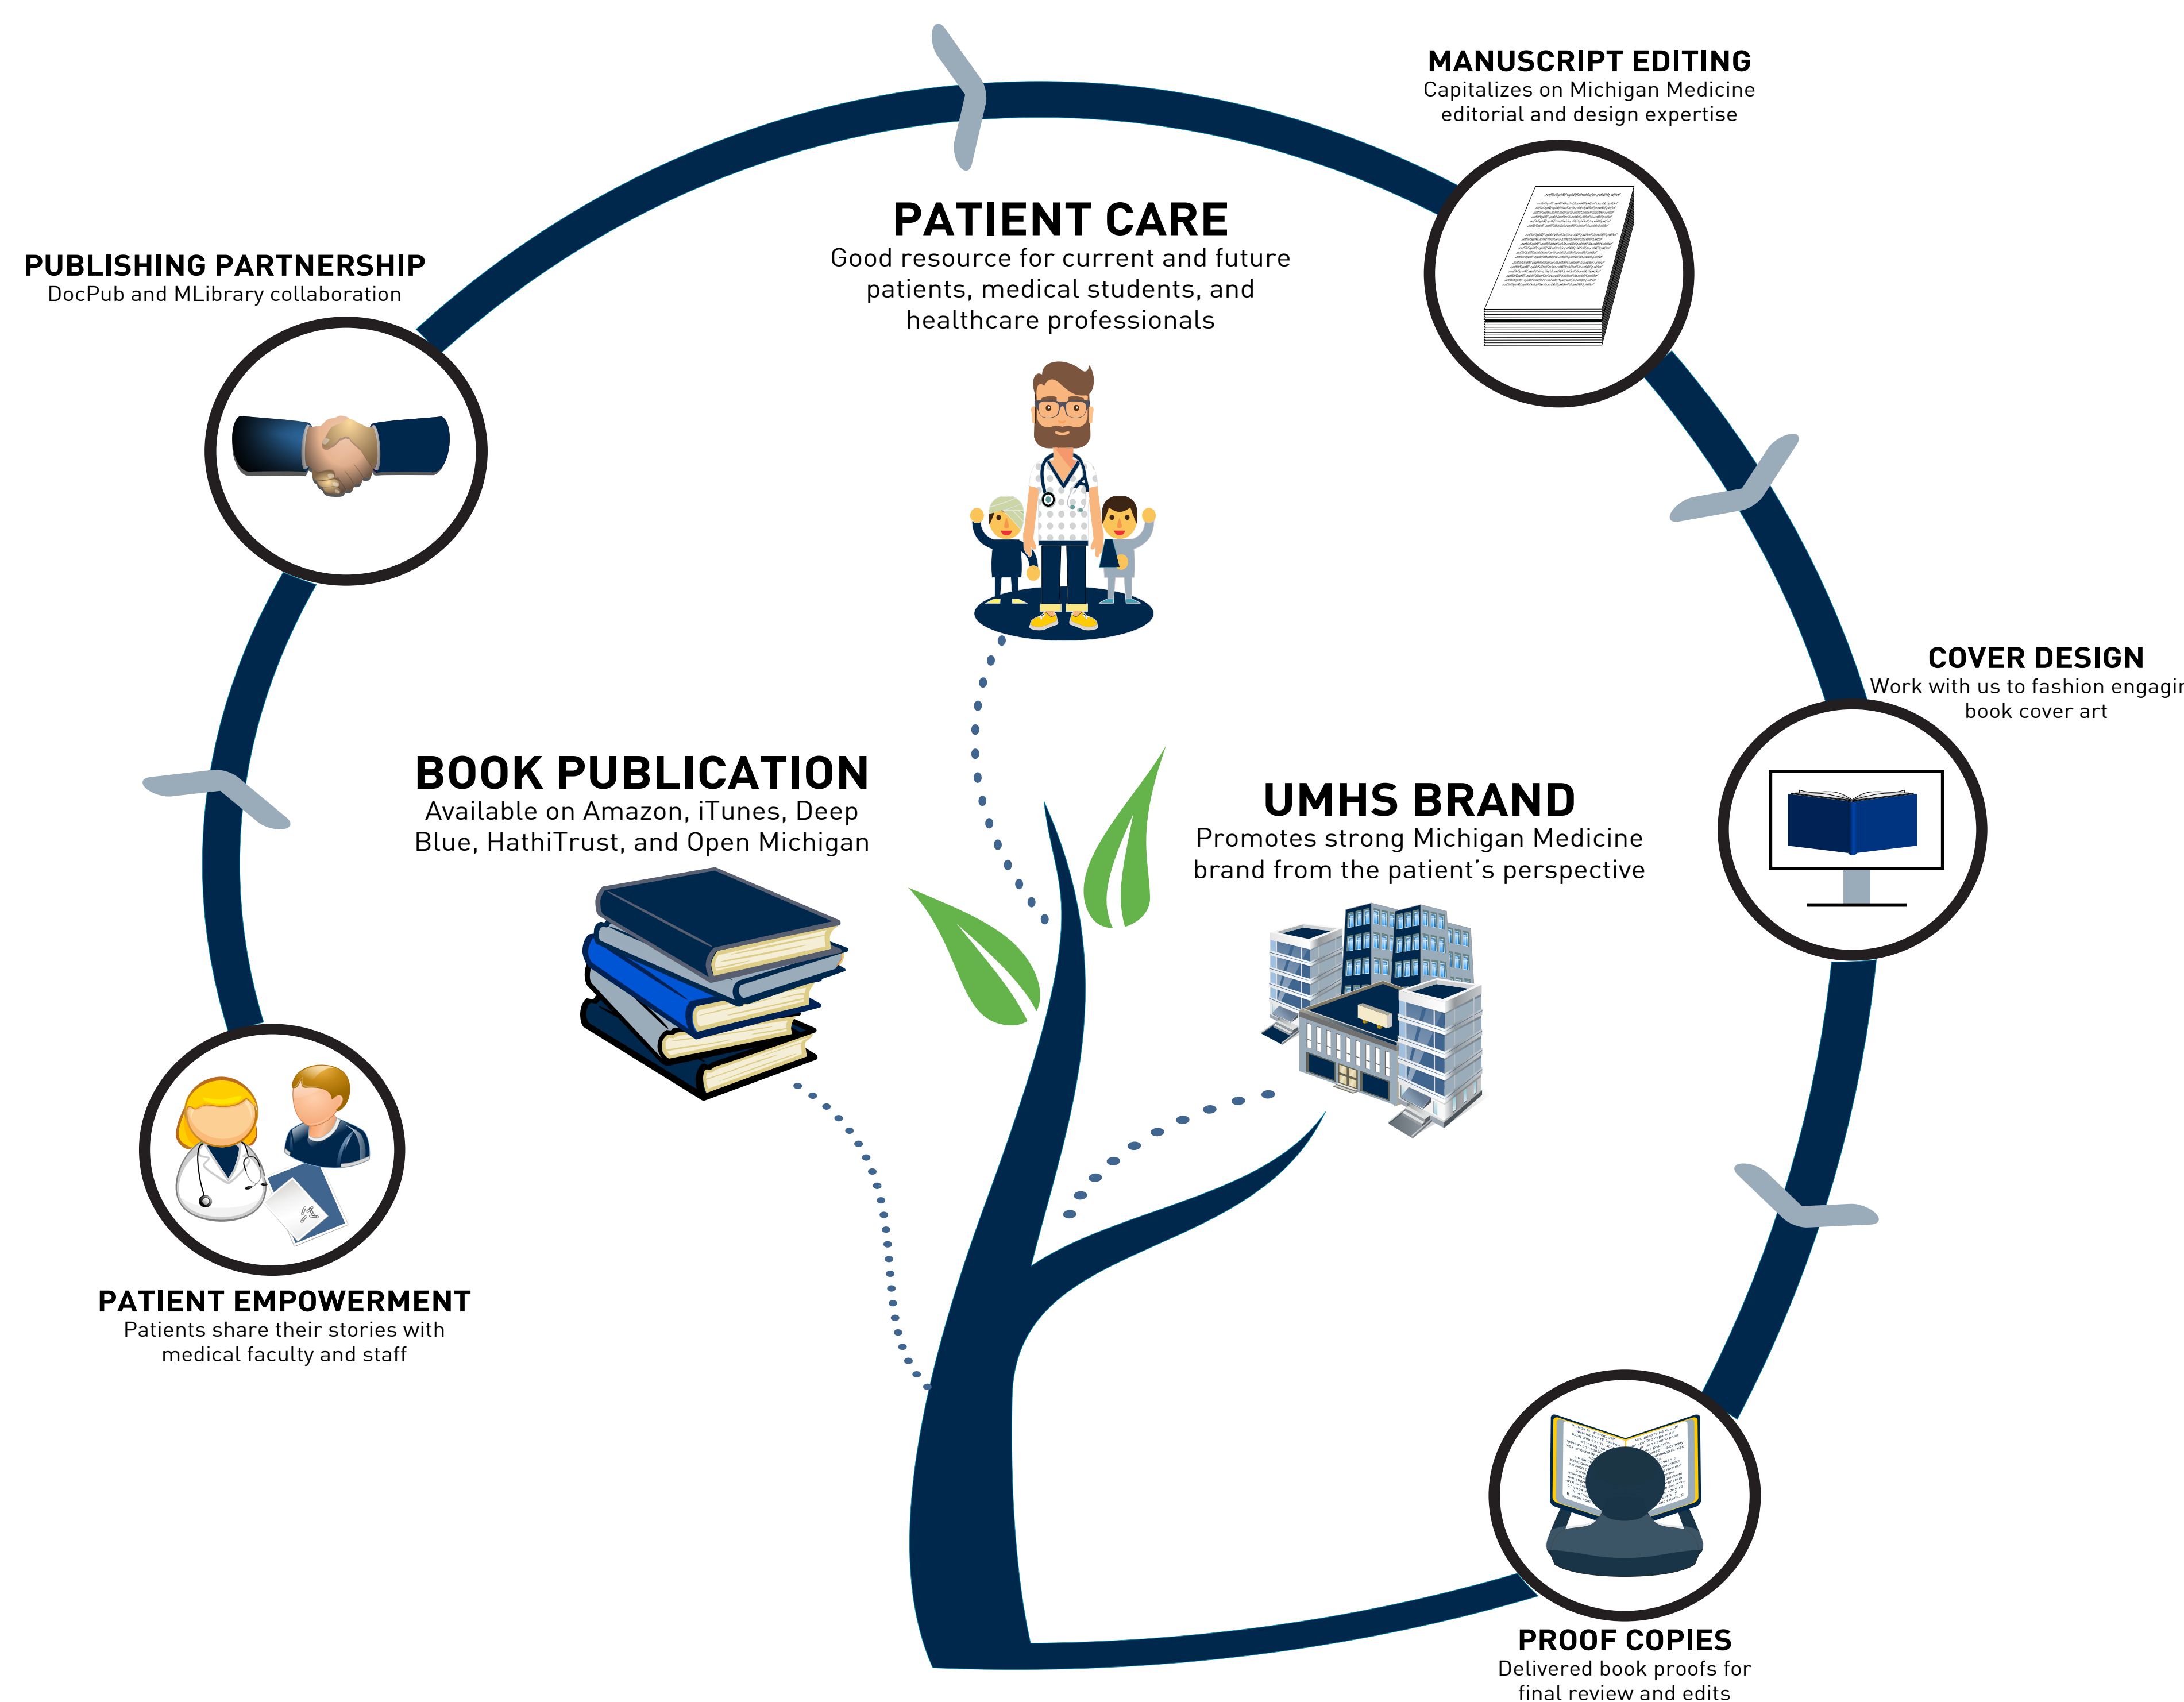 MANUSCRIPT EDITING
Capitalizes on Michigan Medicine
editorial and design expertise
PATIENT CARE
Good resource for current and future
patients, medical students, and
healthcare professionals
PUBLISHING PARTNERSHIP
DocPub and MLibrary collaboration
COVER DESIGN
Work with us to fashion
book cover art
BOOK PUBLICATION
Available on Amazon, iTunes, Deep
Blue, HathiTrust, and Open Michigan
UMHS BRAND
Promotes strong Michigan Medicine
brand from the patient's perspective
PATIENT EMPOWERMENT
Patients share their stories with
medical faculty and staff
PROOF COPIES
Delivered book proofs for
final review and edits